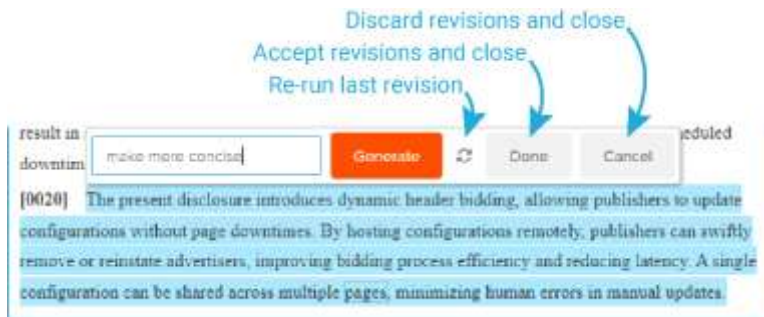 Discard revisions and close
Accept revisions and close
Re-run last revision
result in
eduled
downtim
make more concise
Generate
Done
Cancel
[0020] The present disclosure introduces dynamic header bidding, allowing publishers to update
configurations without page downtimes. By hosting configurations remotely, publishers can swiftly
remove or reinstate advertisers, improving bidding process efficiency and reducing latency. A single
configuration can be shared across multiple pages, minimizing human errors in manual updates.